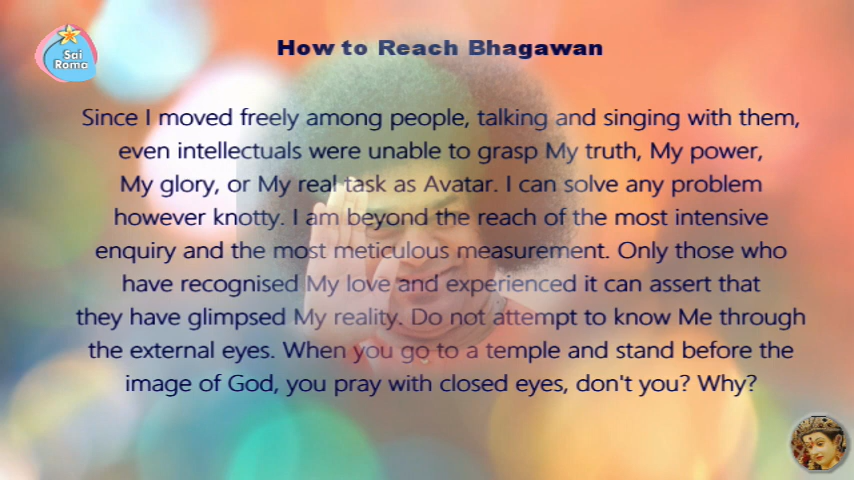 Sai
Roma
How to Reach Bhagawan
Since I moved freely among people, talking and singing with them,
even intellectuals were unable to grasp My truth, My power,
My glory, or My real task as Avatar. I can solve any problem
however knotty. I am beyond the reach of the most intensive
enquiry and the most meticulous measurement. Only those who
have recognised My love and experienced it can assert that
they have glimpsed My reality. Do not attempt to know Me through
the external eyes. When you go to a temple and stand before the
image of God, you pray with closed eyes, don't you? Why?